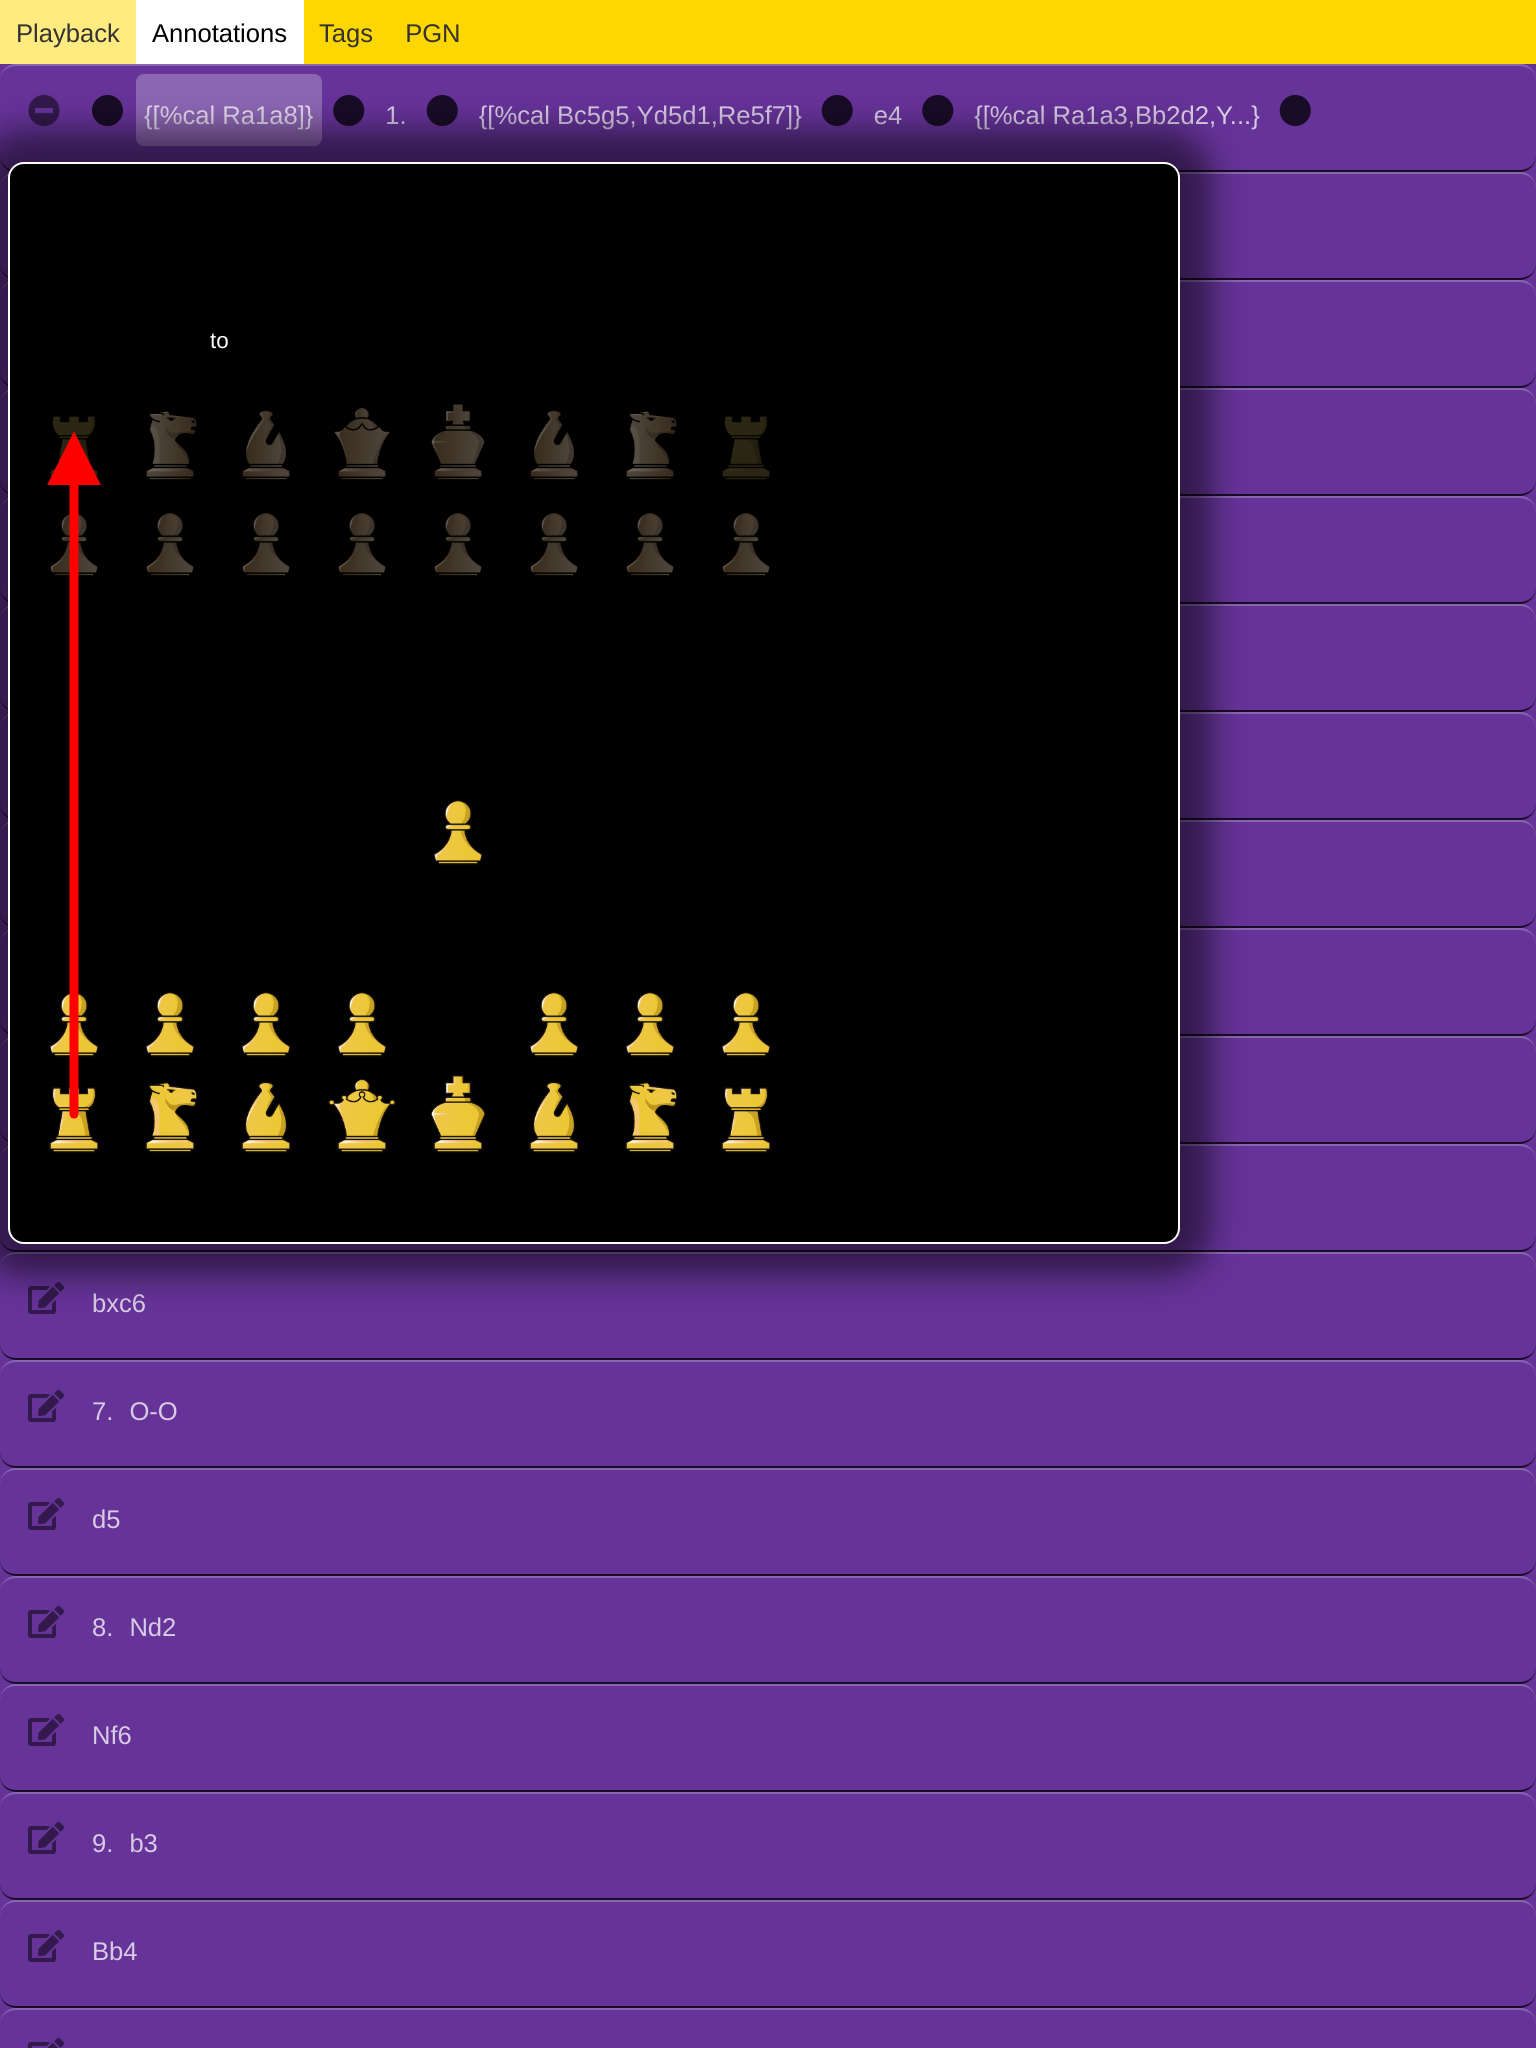 Playback Annotations Tags PGN
{[%cal Ra1a8]} 1. {[%cal Bc5g5,Yd5d1,Re5f7]} e4 {[%cal Ra1a3,Bb2d2,Y...}
to
bxc6
7. O-O
d5
8. Nd2
Nf6
9. b3
Bb4